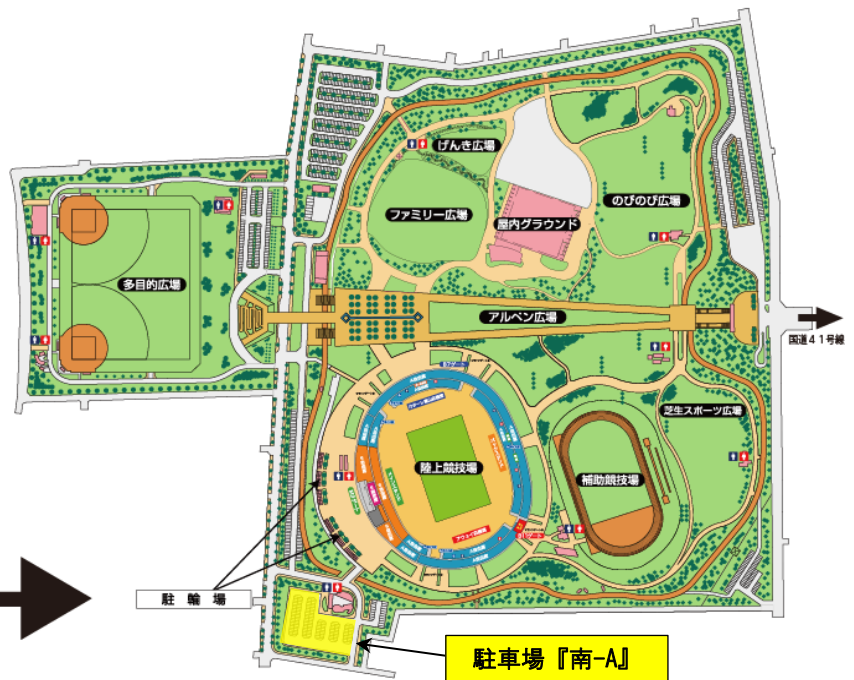 げんき広場
ファミリー広場
屋内グラウンド
のびのび広場
多目的広場
アルペン広場
国道41号線
芝生スポーツ広場
陸上競技場
補助競技場
駐輪場
駐車場『南-A』